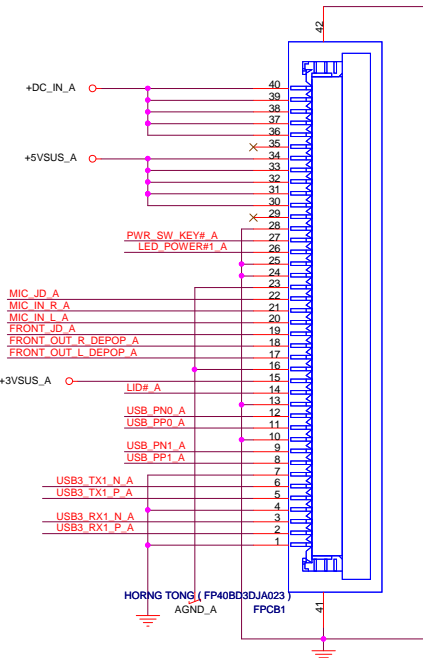 42
+DC_IN_A
40
39
38
37
36
35
+5VSUS_A
34
33
32
31
30
29
28
PWR_SW_KEY#_A
27
LED_POWER#1_A
26
25
24
23
MIC_JD_A
22
MIC_IN_R_A
21
MIC_IN_L_A
20
FRONT_JD_A
19
FRONT_OUT_R_DEPOP_A
18
FRONT_OUT_L_DEPOP_A
17
16
+3VSUS_A
15
LID#_A
14
13
USB_PN0_A
12
USB_PP0_A
11
10
USB_PN1_A
9
USB_PP1_A
8
7
USB3_TX1_N_A
6
USB3_TX1_P_A
5
4
USB3_RX1_N_A
3
USB3_RX1_P_A
2
1
HORNG TONG ( FP40BD3DJA023 )
AGND_A
FPCB1
41